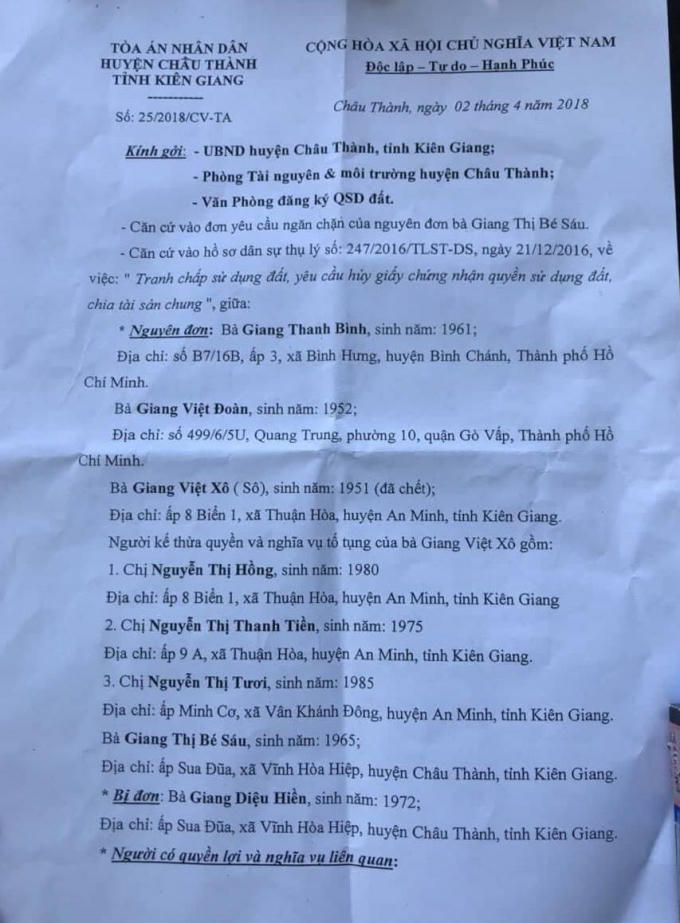 TÒA ÁN NHÂN DÂN
HUYỆN CHÂU THÀNH
TỈNH KIÊN GIANG
Số: 25/2018/CV-TA
CỘNG HÒA XÃ HỘI CHỦ NGHĨA VIỆT NAM
Độc lập – Tự do – Hạnh Phúc
Châu Thành, ngày 02 tháng 4 năm 2018
Kính gởi: - UBND huyện Châu Thành, tỉnh Kiên Giang;
- Phòng Tài nguyên & môi trường huyện Châu Thành;
- Văn Phòng đăng ký QSD đất.
- Căn cứ vào đơn yêu cầu ngăn chặn của nguyên đơn bà Giang Thị Bé Sáu.
- Căn cứ vào hồ sơ dân sự thụ lý số: 247/2016/TLST-DS, ngày 21/12/2016, về
việc: " Tranh chấp sử dụng đất, yêu cầu hủy giấy chứng nhận quyền sử dụng đất,
chia tài sản chung ", giữa:
* Nguyên đơn: Bà Giang Thanh Bình, sinh năm: 1961;
Địa chỉ: số B7/16B, ấp 3, xã Bình Hưng, huyện Bình Chánh, Thành phố Hồ
Chí Minh.
Bà Giang Việt Đoàn, sinh năm: 1952;
Địa chỉ: số 499/6/5U, Quang Trung, phường 10, quận Gò Vấp, Thành phố Hồ
Chí Minh.
Bà Giang Việt Xô ( Sô), sinh năm: 1951 (đã chết);
Địa chỉ: ấp 8 Biển 1, xã Thuận Hòa, huyện An Minh, tỉnh Kiên Giang.
Người kế thừa quyền và nghĩa vụ tố tụng của bà Giang Việt Xô gồm:
1. Chị Nguyễn Thị Hồng, sinh năm: 1980
Địa chỉ: ấp 8 Biển 1, xã Thuận Hòa, huyện An Minh, tỉnh Kiên Giang
2. Chị Nguyễn Thị Thanh Tiền, sinh năm: 1975
Địa chỉ: ấp 9 A, xã Thuận Hòa, huyện An Minh, tỉnh Kiên Giang.
3. Chị Nguyễn Thị Tươi, sinh năm: 1985
Địa chỉ: ấp Minh Cơ, xã Vân Khánh Đông, huyện An Minh, tỉnh Kiên Giang.
Bà Giang Thị Bé Sáu, sinh năm: 1965;
Địa chỉ: ấp Sua Đũa, xã Vĩnh Hòa Hiệp, huyện Châu Thành, tỉnh Kiên Giang.
* Bị đơn: Bà Giang Diệu Hiền, sinh năm: 1972;
Địa chỉ: ấp Sua Đũa, xã Vĩnh Hòa Hiệp, huyện Châu Thành, tỉnh Kiên Giang.
* Người có quyền lợi và nghĩa vụ liên quan: